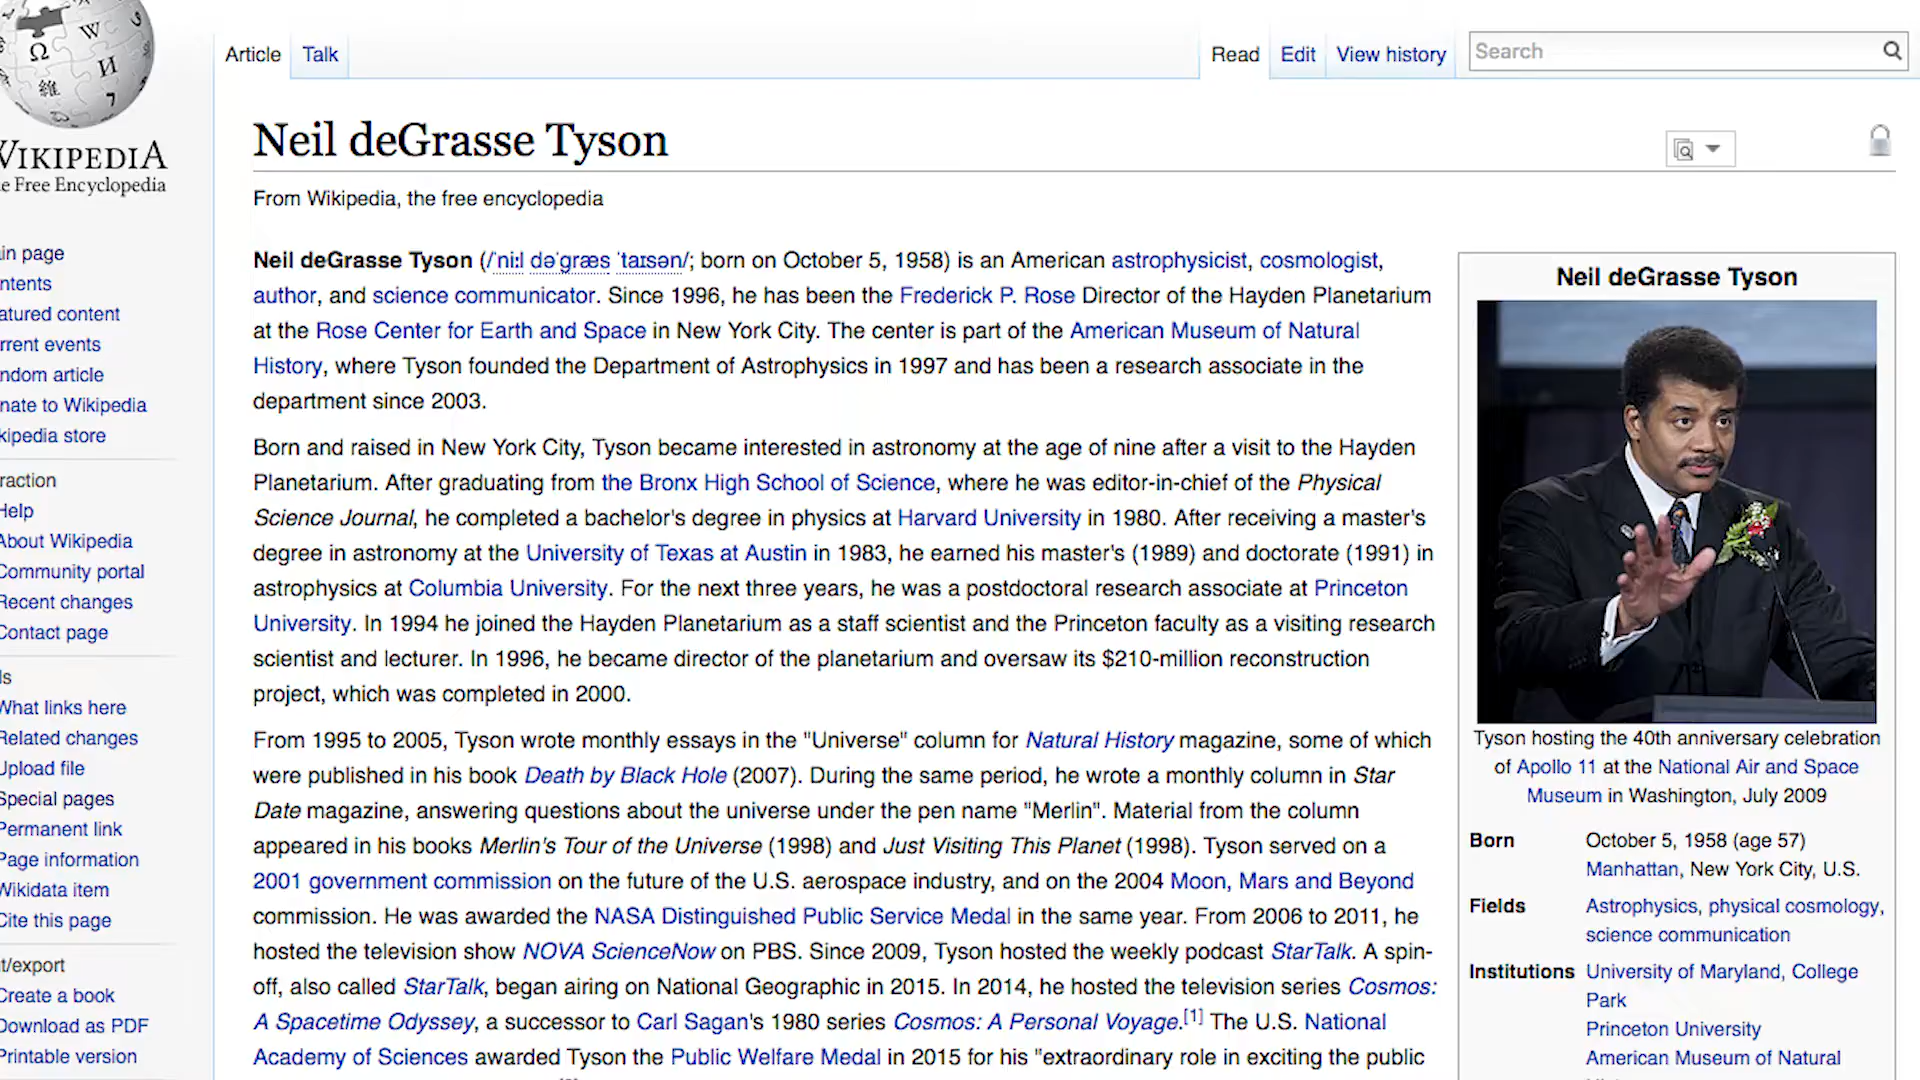 Ω W И 維 7
WIKIPEDIA
e Free Encyclopedia
in page
ntents
atured content
rrent events
ndom article
nate to Wikipedia
kipedia store
raction
Help
About Wikipedia
Community portal
Recent changes
Contact page
ls
What links here
Related changes
Upload file
Special pages
Permanent link
Page information
Wikidata item
Cite this page
t/export
Create a book
Download as PDF
Printable version
Article Talk Read Edit View history Search
Neil deGrasse Tyson
From Wikipedia, the free encyclopedia
Neil deGrasse Tyson (/ˈniːl dəˈɡræs ˈtaɪsən/; born on October 5, 1958) is an American astrophysicist, cosmologist,
author, and science communicator. Since 1996, he has been the Frederick P. Rose Director of the Hayden Planetarium
at the Rose Center for Earth and Space in New York City. The center is part of the American Museum of Natural
History, where Tyson founded the Department of Astrophysics in 1997 and has been a research associate in the
department since 2003.
Born and raised in New York City, Tyson became interested in astronomy at the age of nine after a visit to the Hayden
Planetarium. After graduating from the Bronx High School of Science, where he was editor-in-chief of the Physical
Science Journal, he completed a bachelor's degree in physics at Harvard University in 1980. After receiving a master's
degree in astronomy at the University of Texas at Austin in 1983, he earned his master's (1989) and doctorate (1991) in
astrophysics at Columbia University. For the next three years, he was a postdoctoral research associate at Princeton
University. In 1994 he joined the Hayden Planetarium as a staff scientist and the Princeton faculty as a visiting research
scientist and lecturer. In 1996, he became director of the planetarium and oversaw its $210-million reconstruction
project, which was completed in 2000.
From 1995 to 2005, Tyson wrote monthly essays in the "Universe" column for Natural History magazine, some of which
were published in his book Death by Black Hole (2007). During the same period, he wrote a monthly column in Star
Date magazine, answering questions about the universe under the pen name "Merlin". Material from the column
appeared in his books Merlin's Tour of the Universe (1998) and Just Visiting This Planet (1998). Tyson served on a
2001 government commission on the future of the U.S. aerospace industry, and on the 2004 Moon, Mars and Beyond
commission. He was awarded the NASA Distinguished Public Service Medal in the same year. From 2006 to 2011, he
hosted the television show NOVA ScienceNow on PBS. Since 2009, Tyson hosted the weekly podcast StarTalk. A spin-
off, also called StarTalk, began airing on National Geographic in 2015. In 2014, he hosted the television series Cosmos:
A Spacetime Odyssey, a successor to Carl Sagan's 1980 series Cosmos: A Personal Voyage.[1] The U.S. National
Academy of Sciences awarded Tyson the Public Welfare Medal in 2015 for his "extraordinary role in exciting the public
Neil deGrasse Tyson
Tyson hosting the 40th anniversary celebration
of Apollo 11 at the National Air and Space
Museum in Washington, July 2009
Born October 5, 1958 (age 57)
Manhattan, New York City, U.S.
Fields Astrophysics, physical cosmology,
science communication
Institutions University of Maryland, College
Park
Princeton University
American Museum of Natural